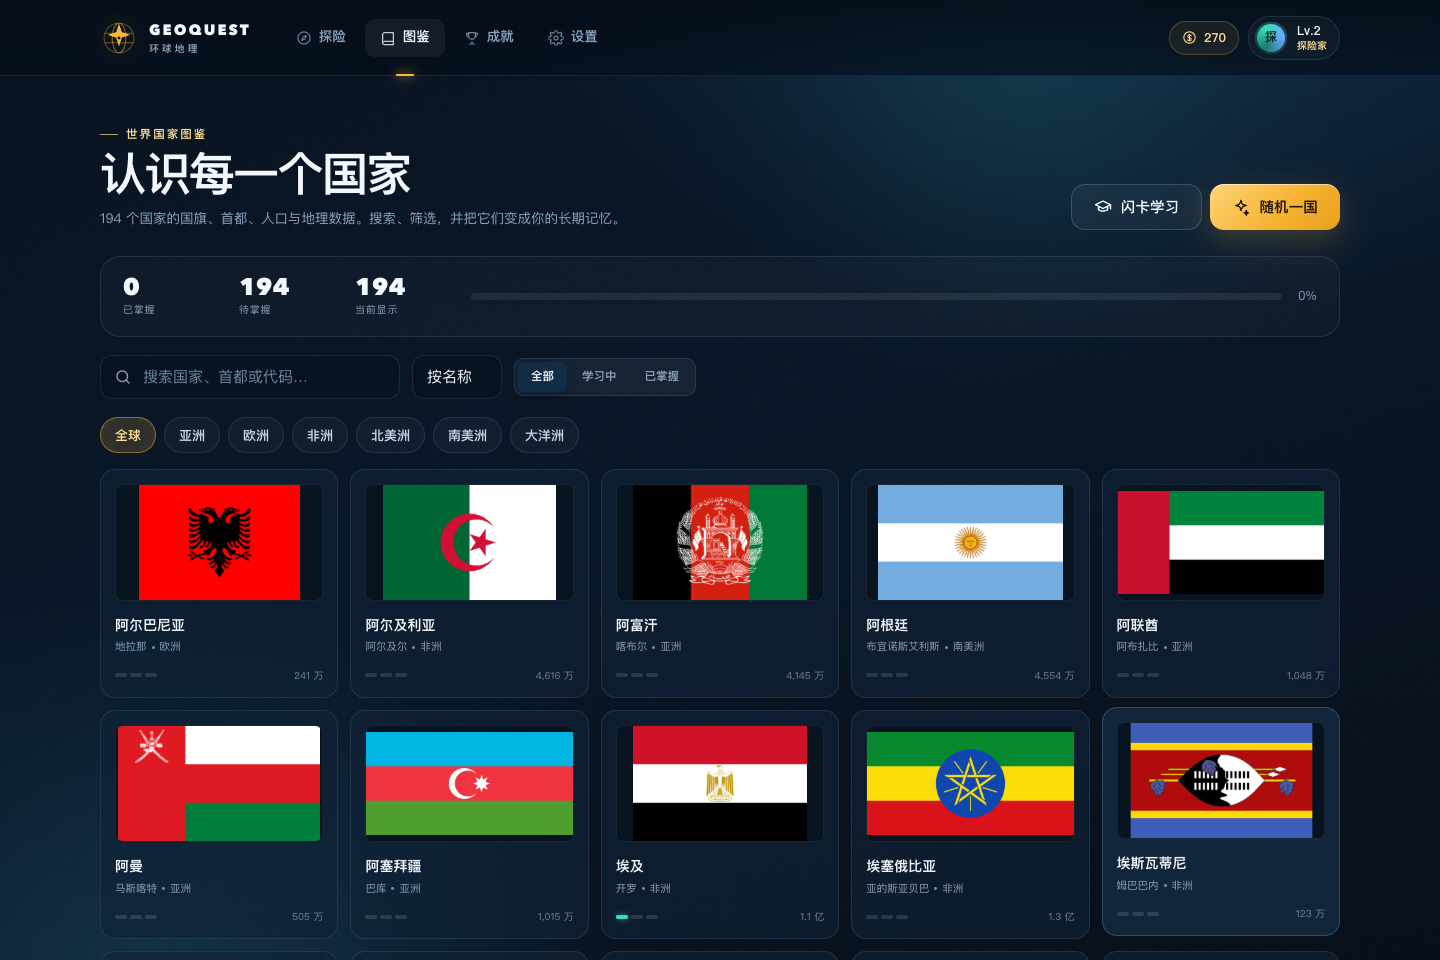 GEOQUEST
环球地理
探险
图鉴
成就
设置
270
探
Lv.2
探险家
世界国家图鉴
认识每一个国家
194 个国家的国旗、首都、人口与地理数据。搜索、筛选，并把它们变成你的长期记忆。
闪卡学习
随机一国
0
已掌握
194
待掌握
194
当前显示
0%
搜索国家、首都或代码...
按名称
全部
学习中
已掌握
全球
亚洲
欧洲
非洲
北美洲
南美洲
大洋洲
阿尔巴尼亚
地拉那 • 欧洲
241 万
阿尔及利亚
阿尔及尔 • 非洲
4,616 万
阿富汗
喀布尔 • 亚洲
4,145 万
阿根廷
布宜诺斯艾利斯 • 南美洲
4,554 万
阿联酋
阿布扎比 • 亚洲
1,048 万
阿曼
马斯喀特 • 亚洲
505 万
阿塞拜疆
巴库 • 亚洲
1,015 万
埃及
开罗 • 非洲
1.1 亿
埃塞俄比亚
亚的斯亚贝巴 • 非洲
1.3 亿
埃斯瓦蒂尼
姆巴巴内 • 非洲
123 万